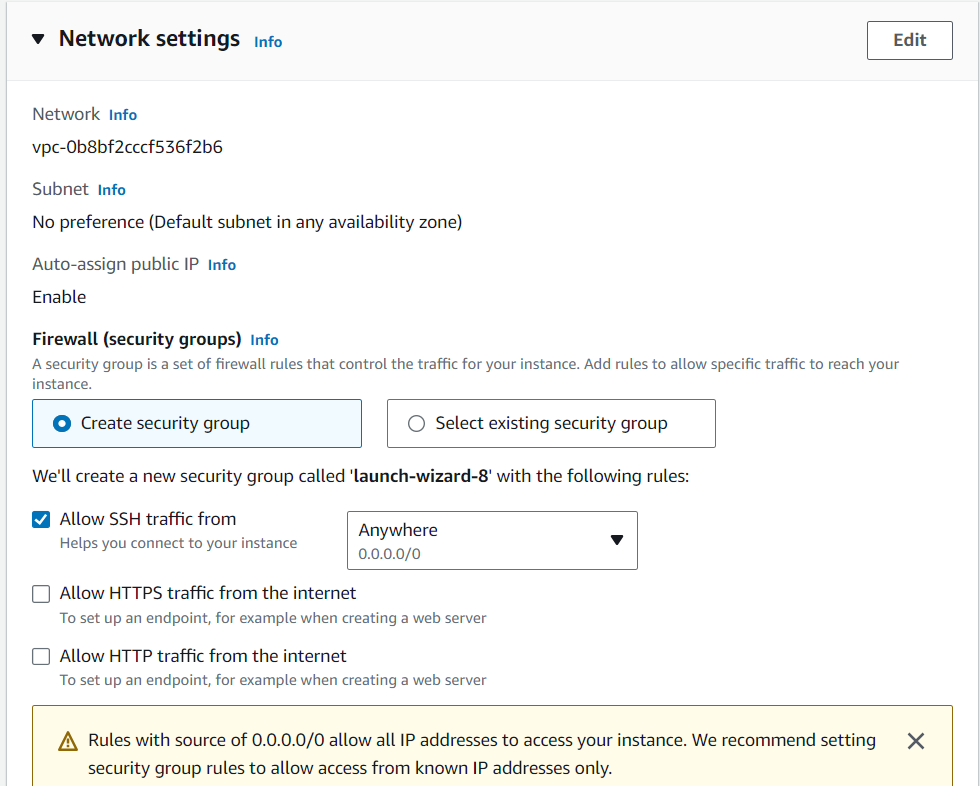 Network settings Info
Edit
Network Info
vpc-0b8bf2cccf536f2b6
Subnet Info
No preference (Default subnet in any availability zone)
Auto-assign public IP Info
Enable
Firewall (security groups) Info
A security group is a set of firewall rules that control the traffic for your instance. Add rules to allow specific traffic to reach your
instance.
Create security group
Select existing security group
We'll create a new security group called 'launch-wizard-8' with the following rules:
Allow SSH traffic from
Helps you connect to your instance
Anywhere
0.0.0.0/0
Allow HTTPS traffic from the internet
To set up an endpoint, for example when creating a web server
Allow HTTP traffic from the internet
To set up an endpoint, for example when creating a web server
Rules with source of 0.0.0.0/0 allow all IP addresses to access your instance. We recommend setting
security group rules to allow access from known IP addresses only.